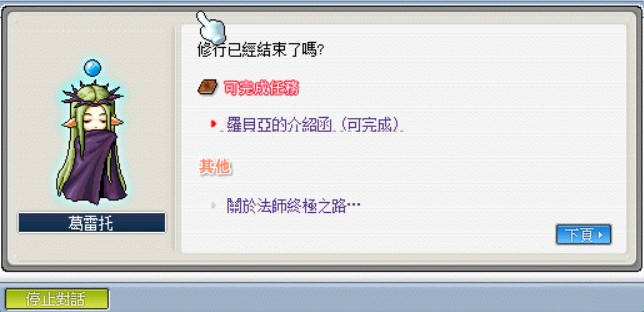 修行已經結束了嗎?
可完成任務
羅貝亞的介紹函 (可完成)
其他
關於法師終極之路…
葛雷托
下頁
停止對話